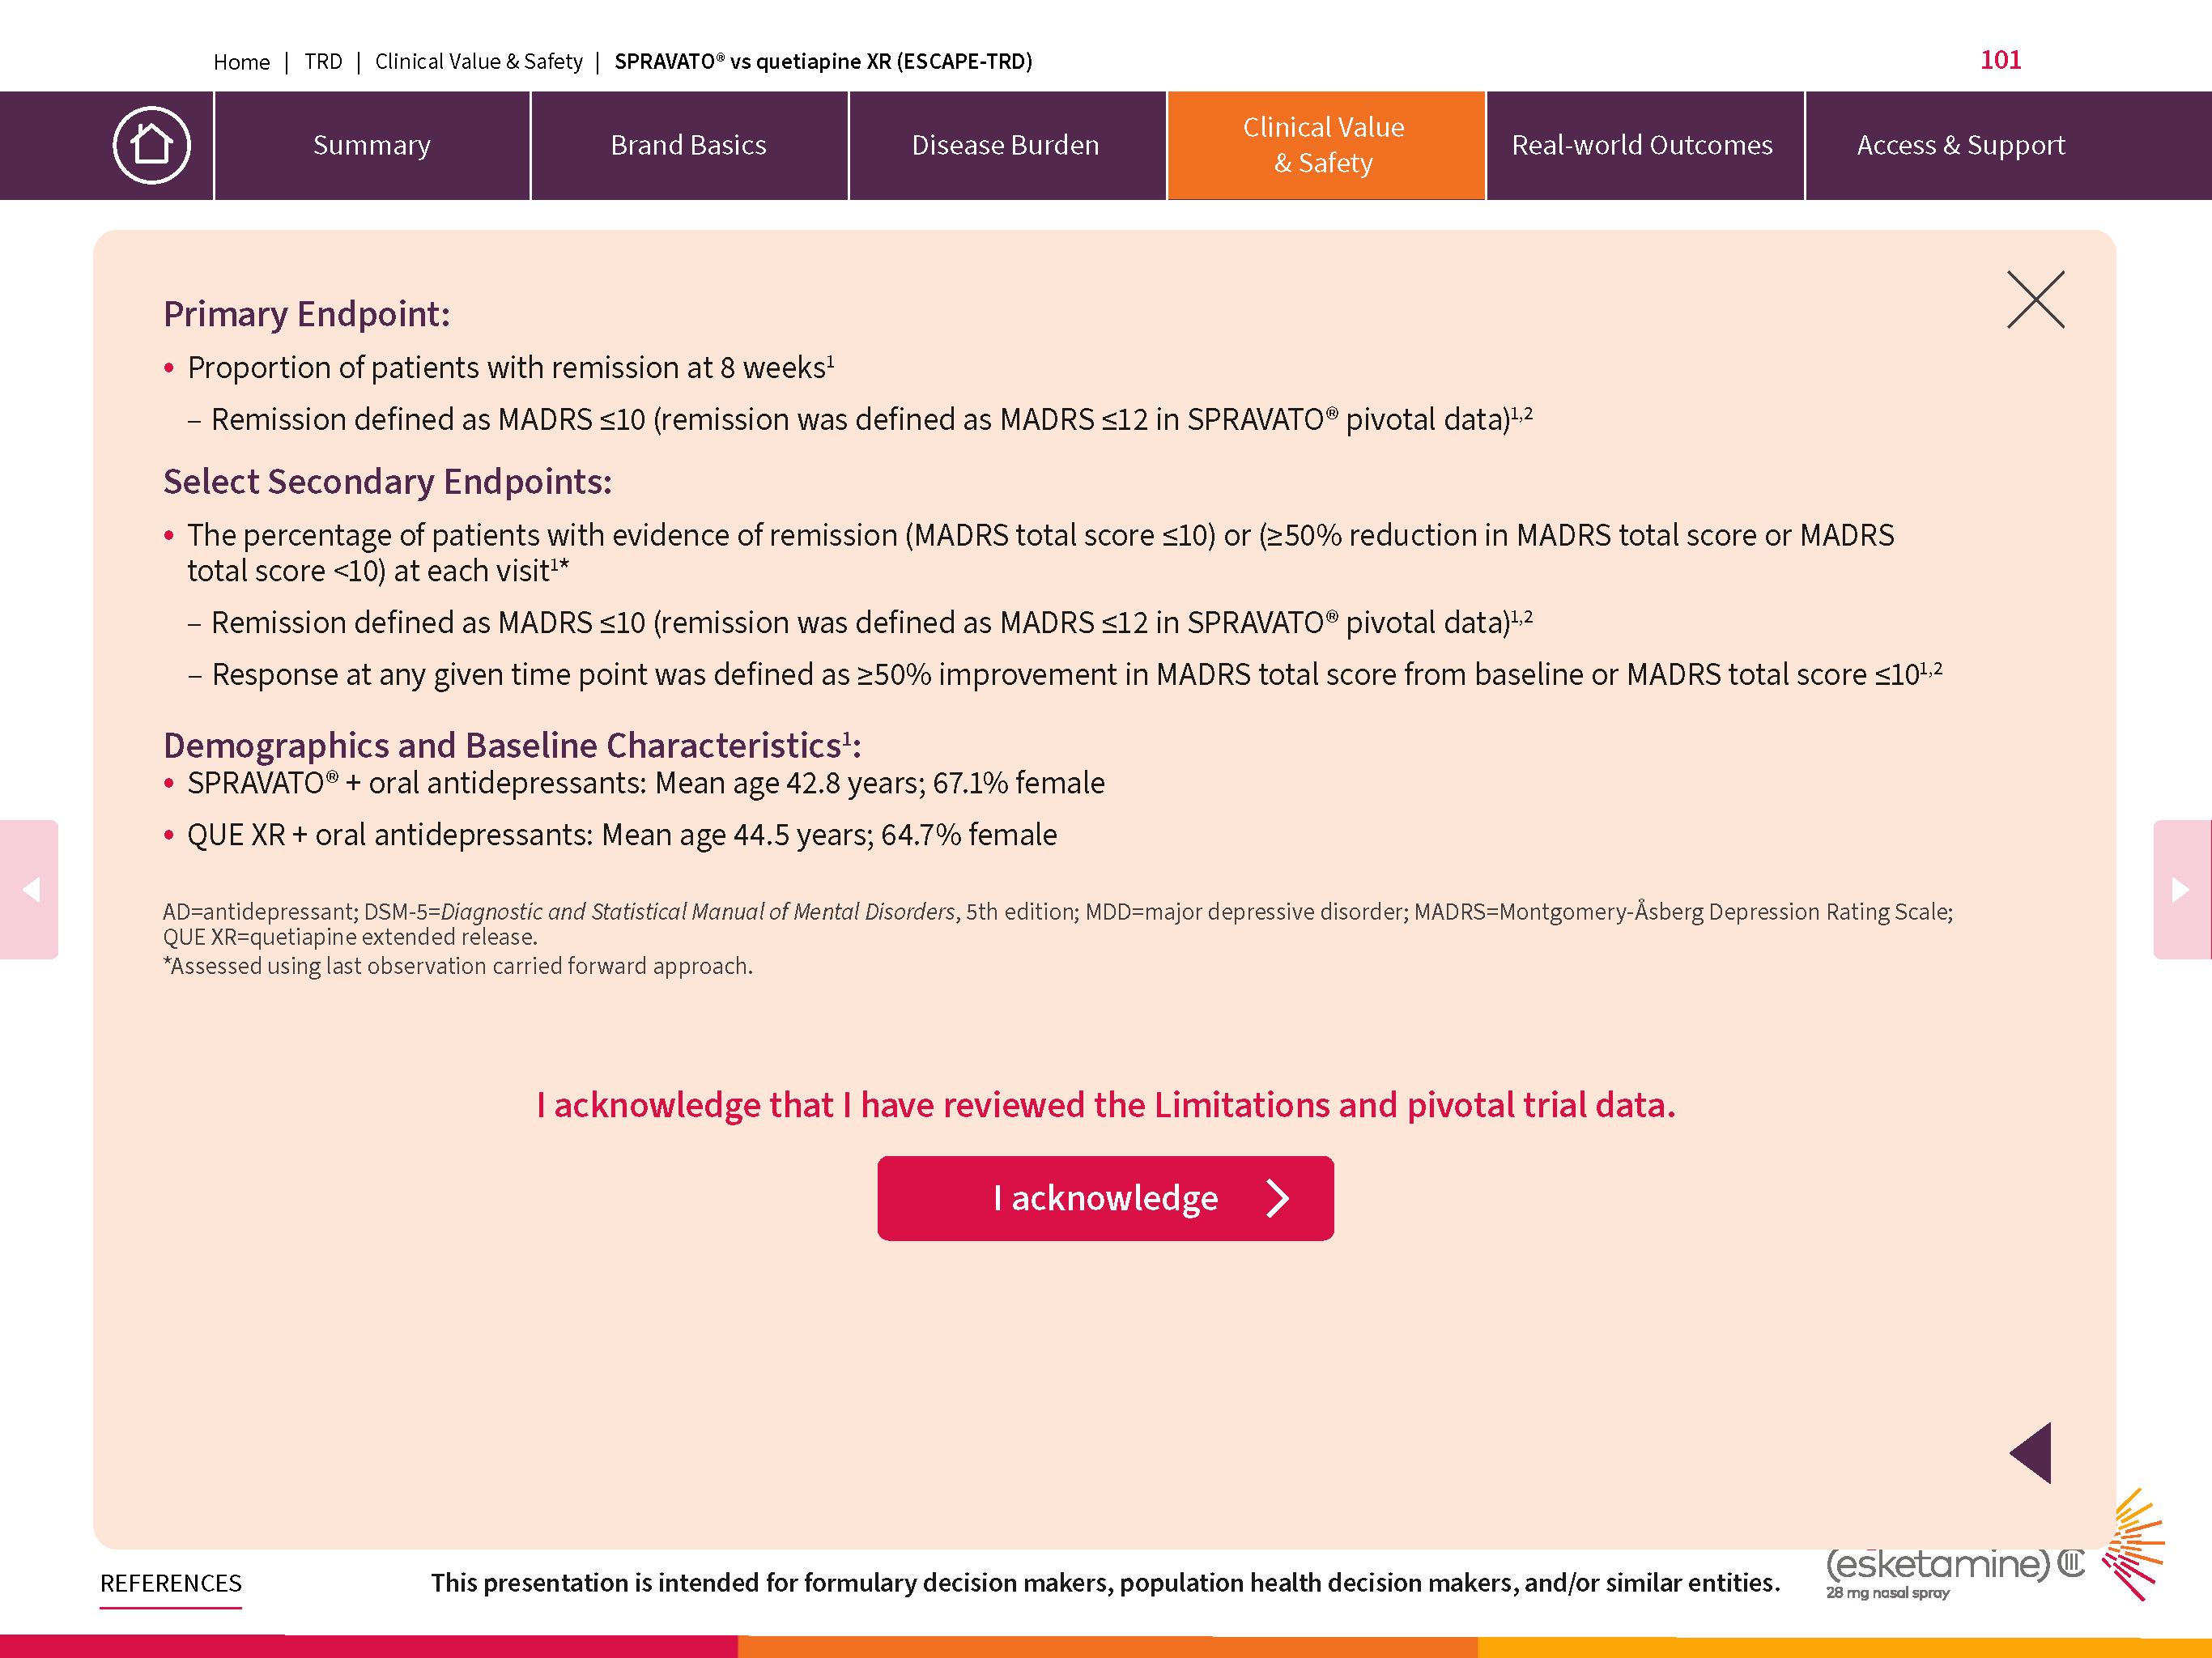 Home | TRD | Clinical Value & Safety | SPRAVATO® vs quetiapine XR (ESCAPE-TRD)
101
Summary
Brand Basics
Disease Burden
Clinical Value
& Safety
Real-world Outcomes
Access & Support
Primary Endpoint:
• Proportion of patients with remission at 8 weeks¹
– Remission defined as MADRS ≤10 (remission was defined as MADRS ≤12 in SPRAVATO® pivotal data)¹,²
Select Secondary Endpoints:
• The percentage of patients with evidence of remission (MADRS total score ≤10) or (≥50% reduction in MADRS total score or MADRS
total score <10) at each visit¹*
– Remission defined as MADRS ≤10 (remission was defined as MADRS ≤12 in SPRAVATO® pivotal data)¹,²
– Response at any given time point was defined as ≥50% improvement in MADRS total score from baseline or MADRS total score ≤10¹,²
Demographics and Baseline Characteristics¹:
• SPRAVATO® + oral antidepressants: Mean age 42.8 years; 67.1% female
• QUE XR + oral antidepressants: Mean age 44.5 years; 64.7% female
AD=antidepressant; DSM-5=Diagnostic and Statistical Manual of Mental Disorders, 5th edition; MDD=major depressive disorder; MADRS=Montgomery-Åsberg Depression Rating Scale;
QUE XR=quetiapine extended release.
*Assessed using last observation carried forward approach.
I acknowledge that I have reviewed the Limitations and pivotal trial data.
I acknowledge
REFERENCES
This presentation is intended for formulary decision makers, population health decision makers, and/or similar entities.
(esketamine) CIII
28 mg nasal spray